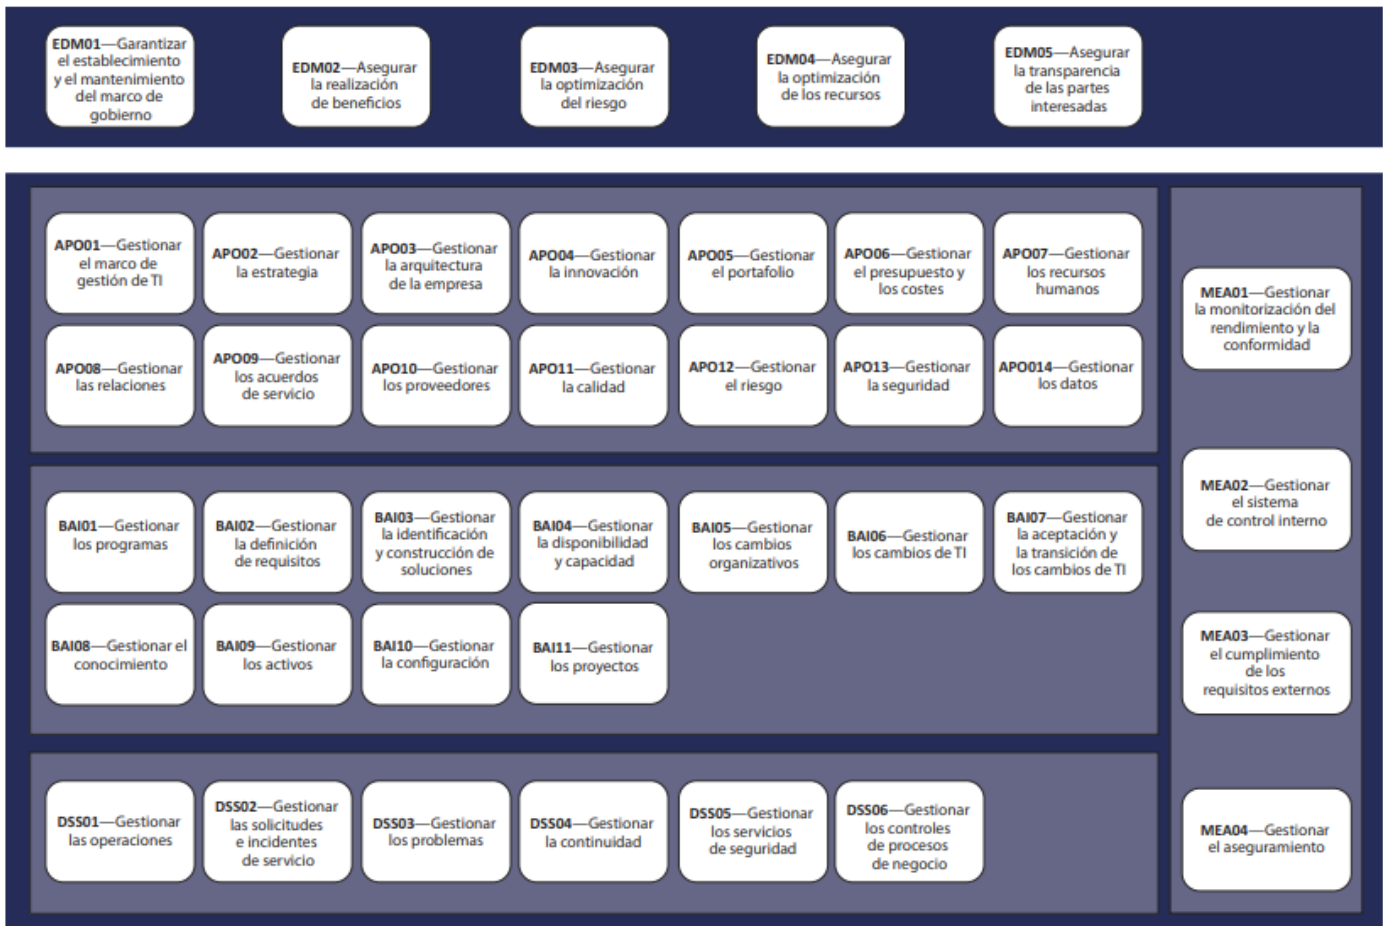 EDM01—Garantizar
el establecimiento
y el mantenimiento
del marco de
gobierno
EDM02—Asegurar
la realización
de beneficios
EDM03—Asegurar
la optimización
del riesgo
EDM04—Asegurar
la optimización
de los recursos
EDM05—Asegurar
la transparencia
de las partes
interesadas
APO01—Gestionar
el marco de
gestión de TI
APO02—Gestionar
la estrategia
APO03—Gestionar
la arquitectura
de la empresa
APO04—Gestionar
la innovación
APO05—Gestionar
el portafolio
APO06—Gestionar
el presupuesto y
los costes
APO07—Gestionar
los recursos
humanos
APO08—Gestionar
las relaciones
APO09—Gestionar
los acuerdos
de servicio
APO10—Gestionar
los proveedores
APO11—Gestionar
la calidad
APO12—Gestionar
el riesgo
APO13—Gestionar
la seguridad
APO014—Gestionar
los datos
BAI01—Gestionar
los programas
BAI02—Gestionar
la definición
de requisitos
BAI03—Gestionar
la identificación
y construcción de
soluciones
BAI04—Gestionar
la disponibilidad
y capacidad
BAI05—Gestionar
los cambios
organizativos
BAI06—Gestionar
los cambios de TI
BAI07—Gestionar
la aceptación y
la transición de
los cambios de TI
BAI08—Gestionar el
conocimiento
BAI09—Gestionar
los activos
BAI10—Gestionar
la configuración
BAI11—Gestionar
los proyectos
DSS01—Gestionar
las operaciones
DSS02—Gestionar
las solicitudes
e incidentes
de servicio
DSS03—Gestionar
los problemas
DSS04—Gestionar
la continuidad
DSS05—Gestionar
los servicios
de seguridad
DSS06—Gestionar
los controles
de procesos
de negocio
MEA01—Gestionar
la monitorización del
rendimiento y la
conformidad
MEA02—Gestionar
el sistema
de control interno
MEA03—Gestionar
el cumplimiento
de los
requisitos externos
MEA04—Gestionar
el aseguramiento